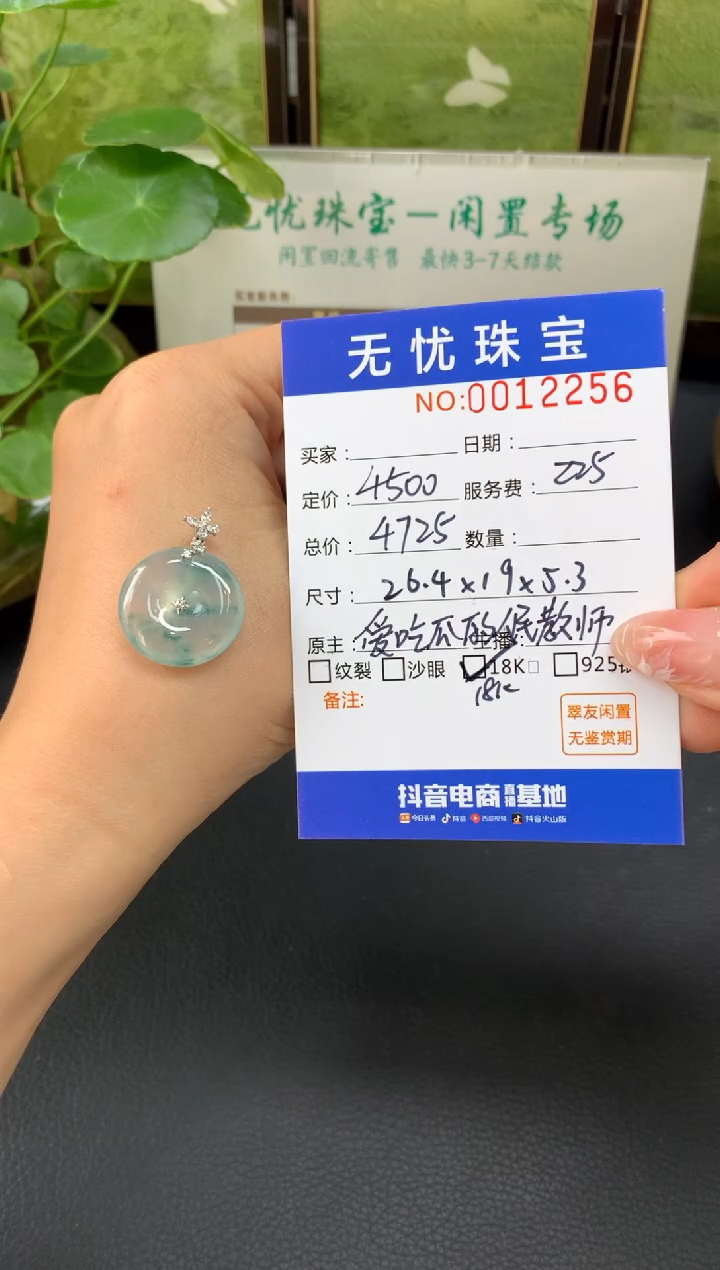 忧珠宝一闲置专场
闲置回流寄售 最快3-7天结款
无忧珠宝
NO:0012256
买家: 日期:
定价: 4500 服务费: 225
总价: 4725 数量:
尺寸: 26.4×19×5.3
原主: 爱吃瓜的 教师 主播:
纹裂 沙眼 18K 925银
18K
备注:
翠友闲置
无鉴赏期
抖音电商直播基地
今日头条 抖音 西瓜视频 抖音火山版